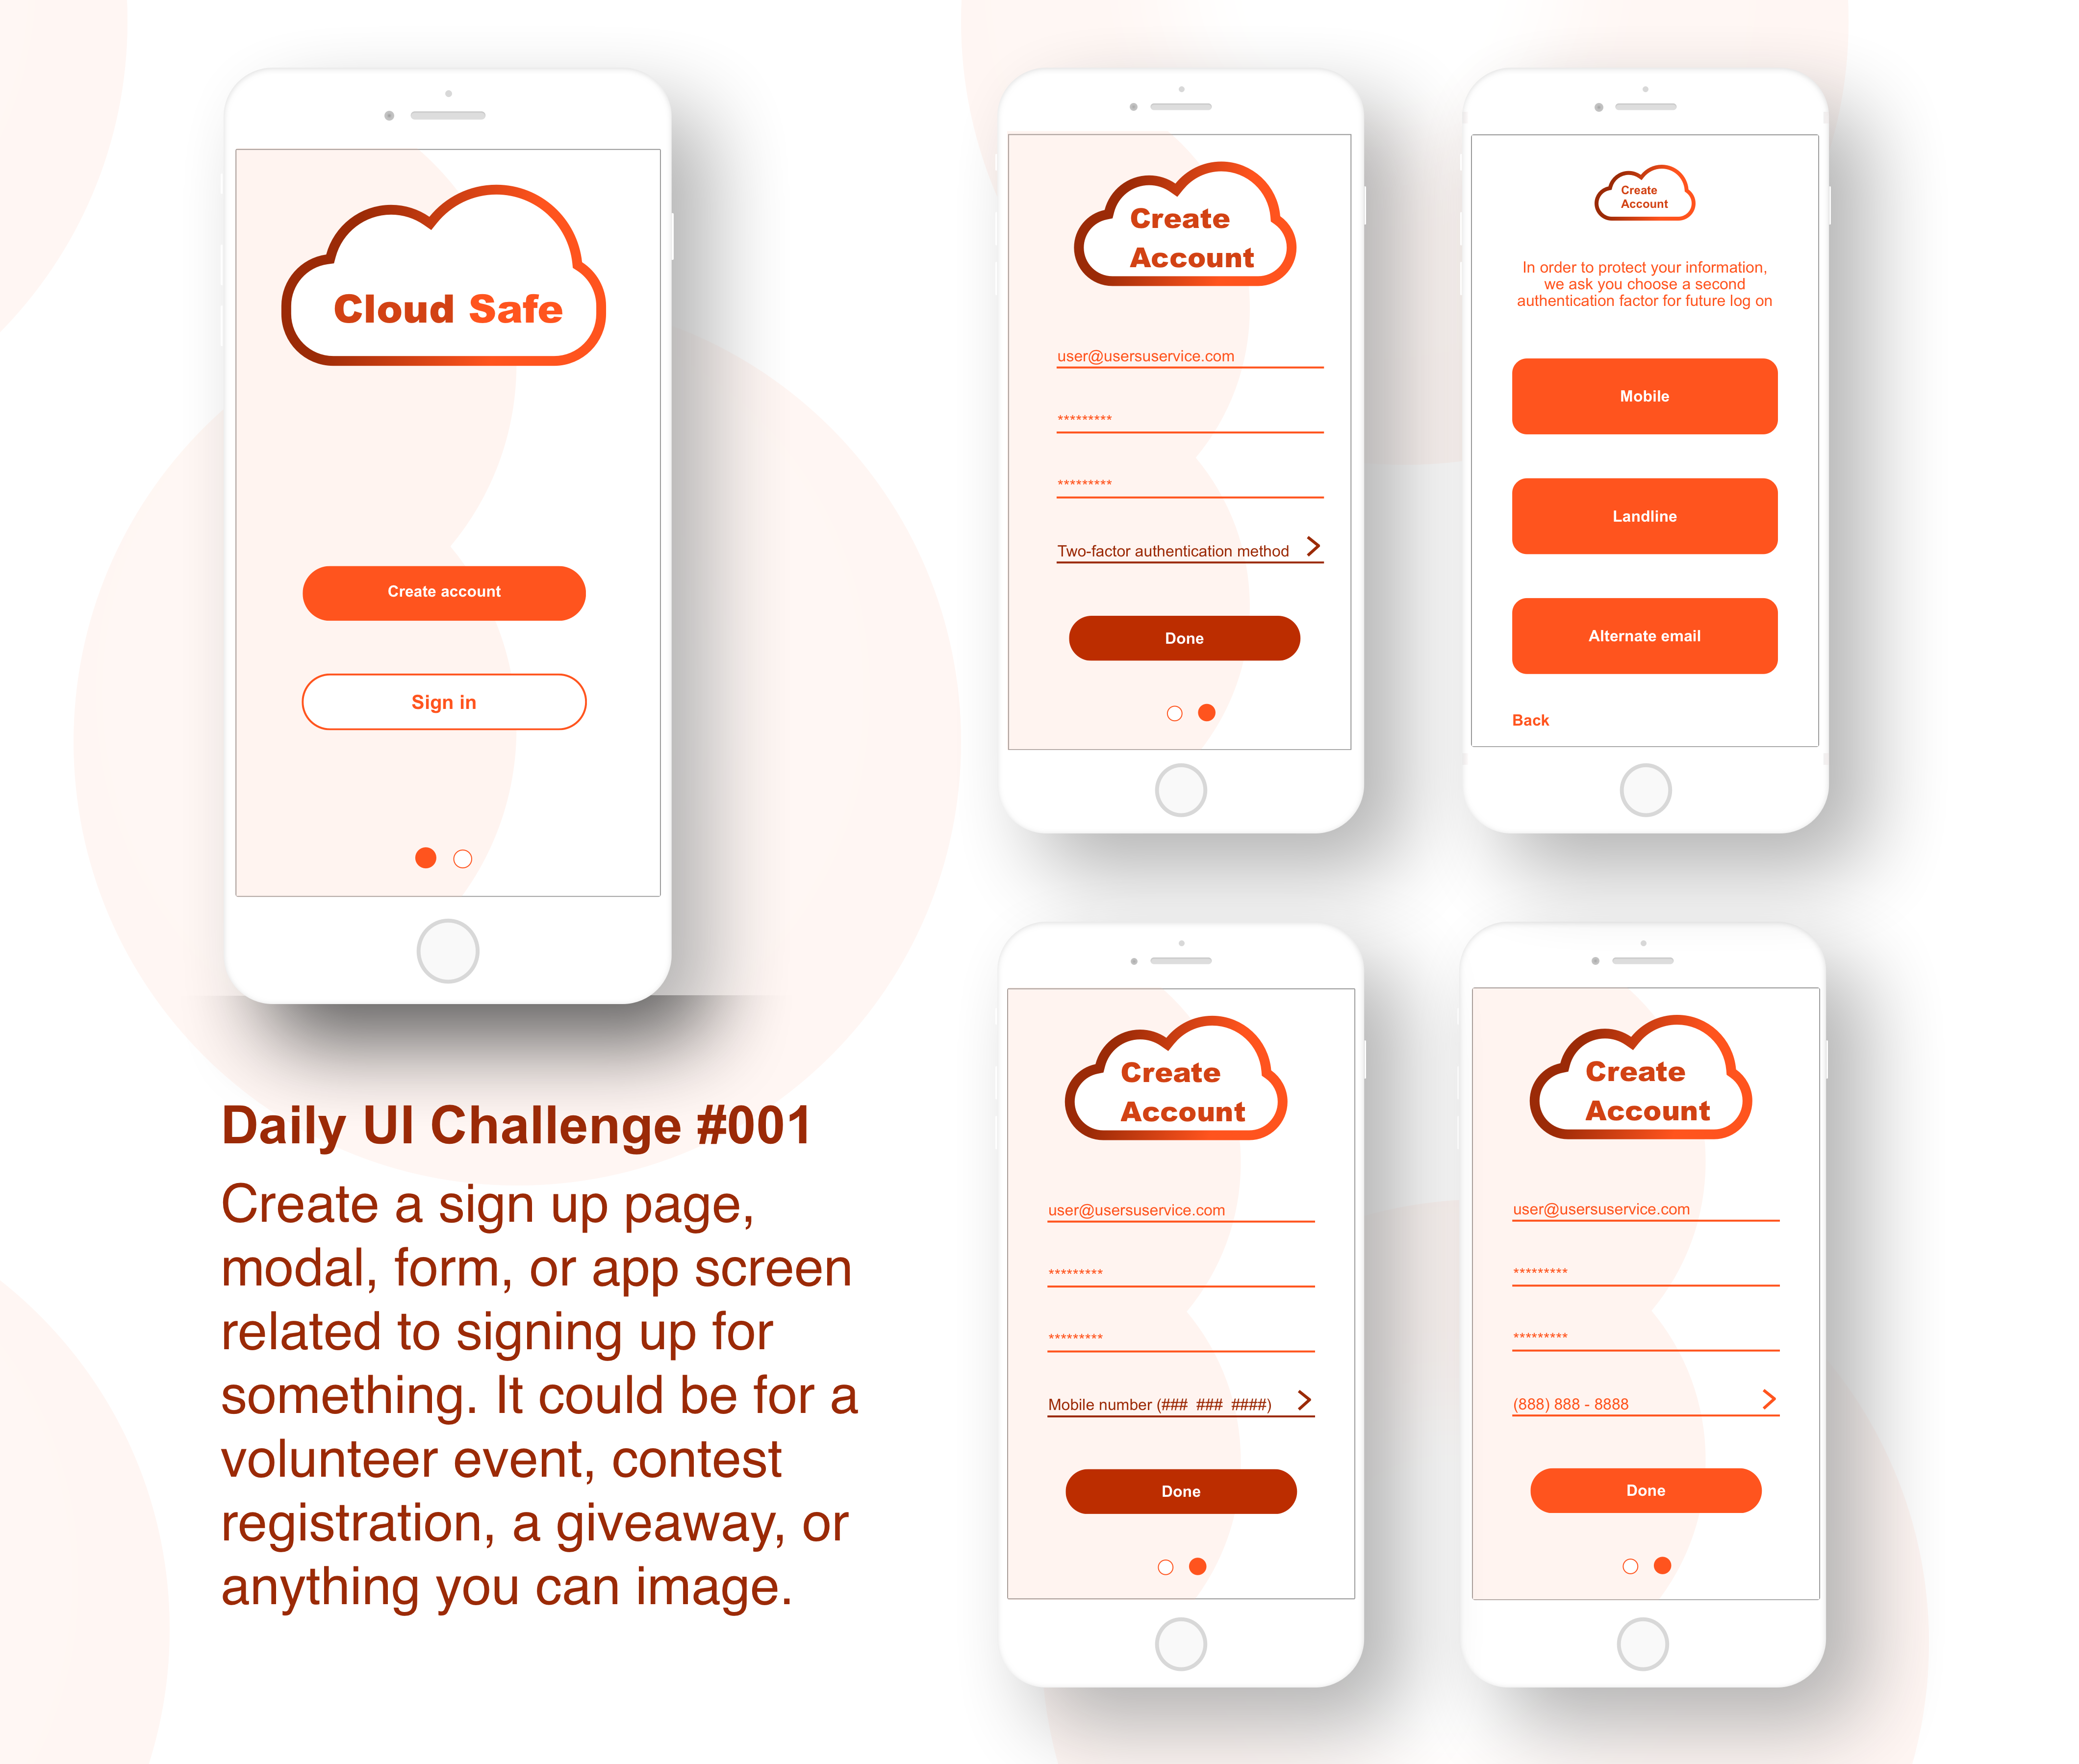 Cloud Safe
Create account
Sign in
Daily UI Challenge #001
Create a sign up page,
modal, form, or app screen
related to signing up for
something. It could be for a
volunteer event, contest
registration, a giveaway, or
anything you can image.
Create
Account
user@usersuservice.com
*********
*********
Two-factor authentication method
Done
Create
Account
In order to protect your information,
we ask you choose a second
authentication factor for future log on
Mobile
Landline
Alternate email
Back
Create
Account
user@usersuservice.com
*********
*********
Mobile number (### ### ####)
Done
Create
Account
user@usersuservice.com
*********
*********
(888) 888 - 8888
Done